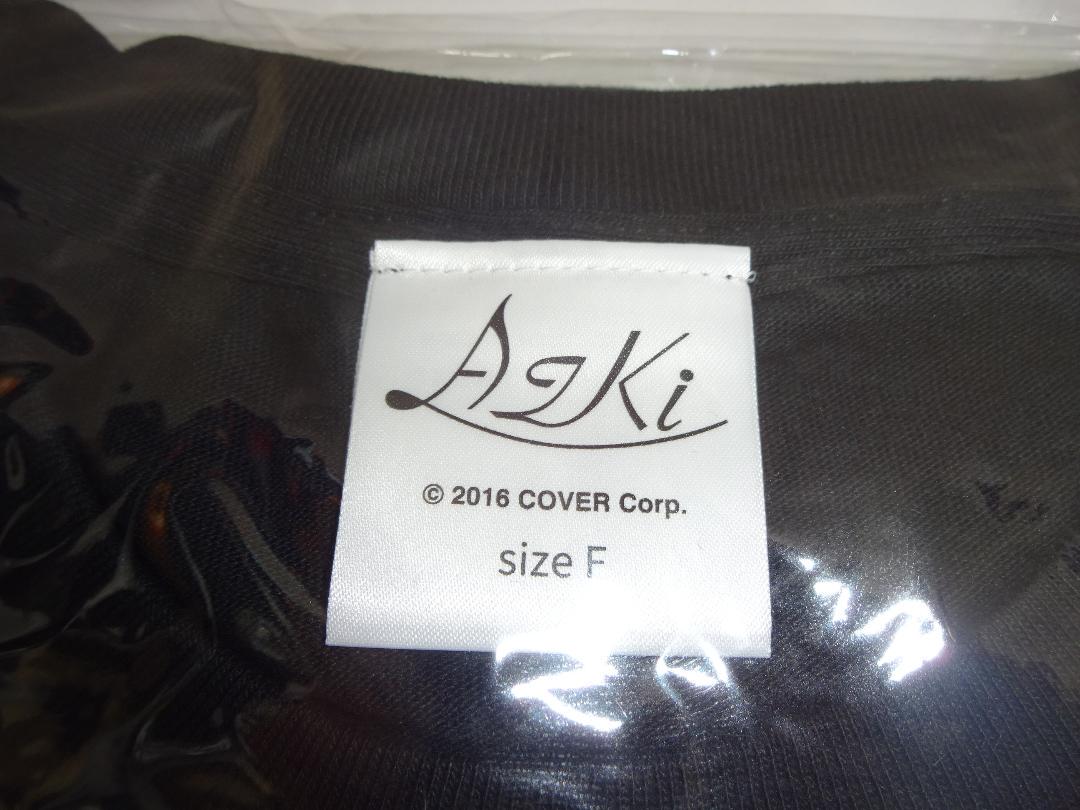 AZKi
© 2016 COVER Corp.
size F